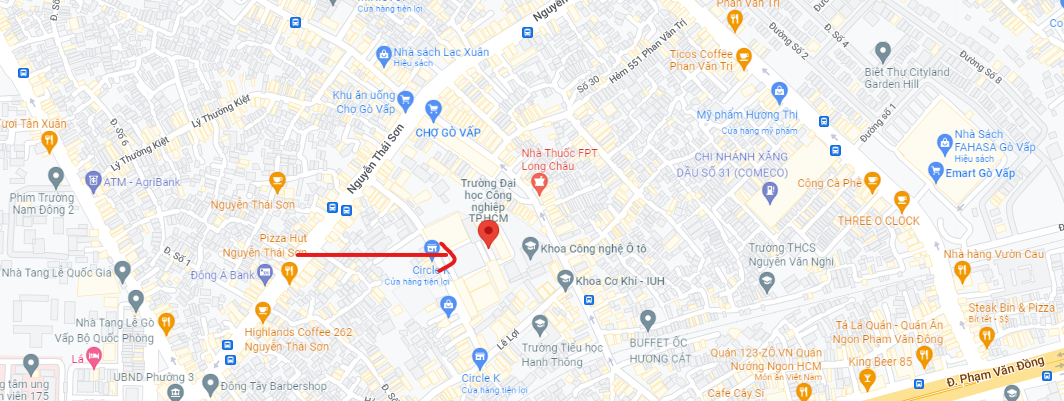 Cửa hàng tiện lợi
Nguyễn Thái Sơn
Phan Văn Trị
Nhà sách Lạc Xuân
Hiệu sách
Ticos Coffee
Phan Văn Trị
Hẻm 551 Phan Văn Trị
Đường Số 2
Đ. Số 4
Đường Số 8
Biệt Thự Cityland
Garden Hill
Số 30
Khu ăn uống
Chợ Gò Vấp
Lý Thường Kiệt
Mỹ phẩm Hương Thị
Cửa hàng mỹ phẩm
Đường số 1
Tươi Tân Xuân
Đ. Số 6
CHỢ GÒ VẤP
Lý Thường Kiệt
Nguyễn Thái Sơn
Nhà Sách
FAHASA Gò Vấp
Hiệu sách
Nhà Thuốc FPT
Long Châu
CHI NHÁNH XĂNG
DẦU SỐ 31 (COMECO)
Emart Gò Vấp
ATM - AgriBank
Trường Đại
học Công
nghiệp
TPHCM
Công Cà Phê
Phim Trường
Nam Đông 2
Nguyễn Thái Sơn
THREE O CLOCK
Pizza Hut
Nguyễn Thái Sơn
Đ. Số 1
Khoa Công nghệ Ô tô
Trường THCS
Nguyễn Văn Nghi
Nhà hàng Vườn Cau
Nhà Tang Lễ Quốc Gia
Đông Á Bank
Circle K
Cửa hàng tiện lợi
Khoa Cơ Khí - IUH
Steak Bin & Pizza
Bít tết - $$
Nhà Tang Lễ Gò
Vấp Bộ Quốc Phòng
Highlands Coffee 262
Nguyễn Thái Sơn
Lê Lợi
Trường Tiểu học
Hanh Thông
BUFFET ỐC
HƯƠNG CÁT
Tá Lả Quán - Quán Ăn
Ngon Phạm Văn Đồng
Lá
Quán 123-ZÔ.VN Quán
Nướng Ngon HCM
Món ăn Việt Nam
King Beer 85
Đ. Phạm Văn Đồng
UBND Phường 3
Đông Tây Barbershop
Circle K
Cửa hàng tiện lợi
Cafe Cây Si
ng tâm ung
n viên 175